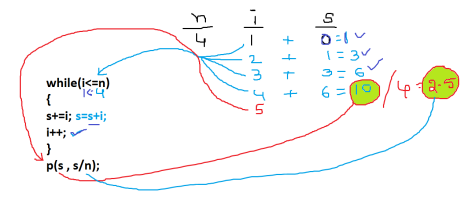 n i s
4 1 + 0=1
2 + 1=3
3 + 3=6
4 + 6=10 / 4=2.5
5
while(i<=n)
1<4
{
s+=i; s=s+i;
i++;
}
p(s , s/n);